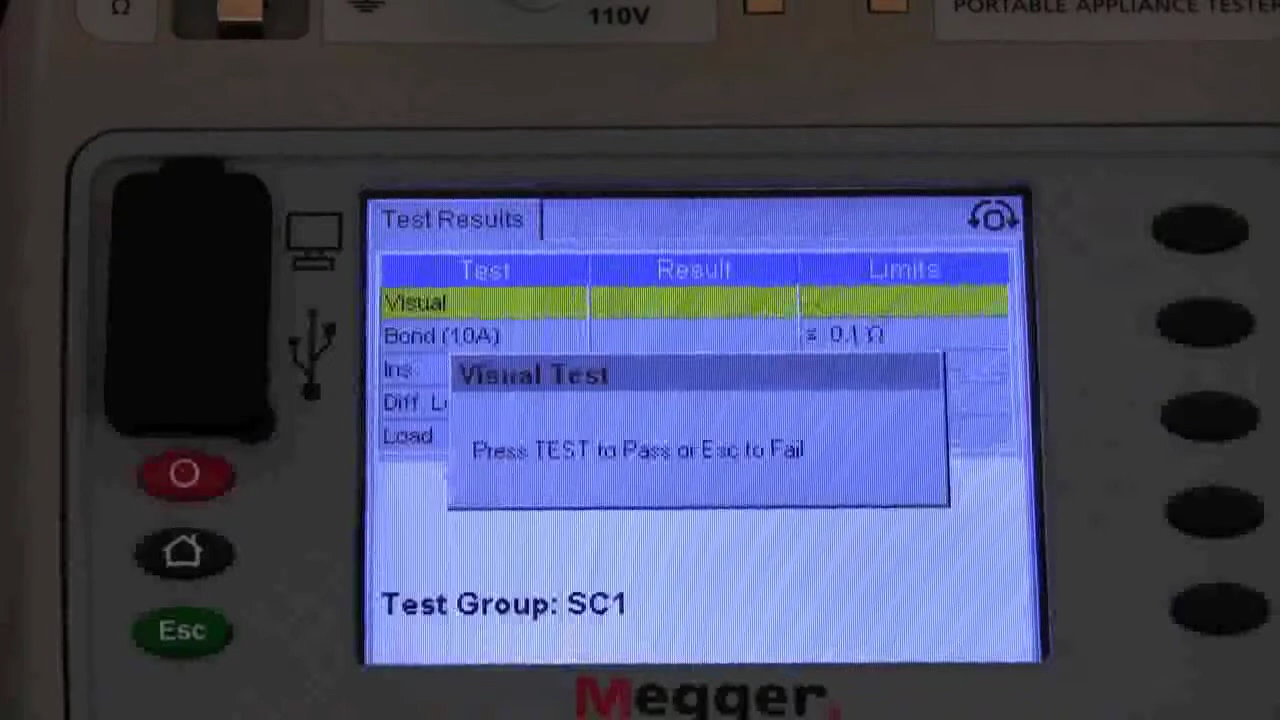 Ω
110V
PORTABLE APPLIANCE TESTER
Test Results
Test Result Limits
Visual
Bond (10A) ≤ 0.1 Ω
Ins
Diff Le
Load
Visual Test
Press TEST to Pass or Esc to Fail
Test Group: SC1
Esc
Megger.